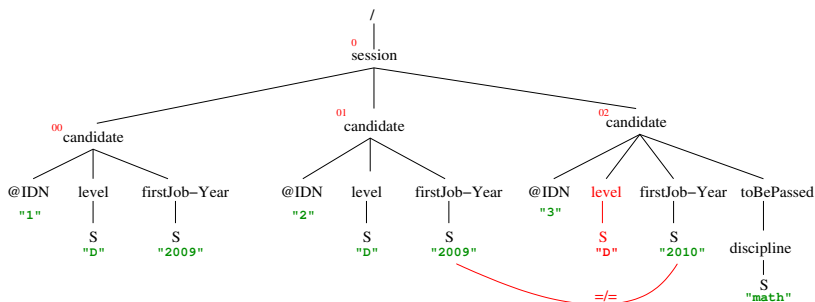 /
0
session
00 01 02
candidate candidate candidate
@IDN level firstJob−Year @IDN level firstJob−Year @IDN level firstJob−Year toBePassed
"1" "2" "3"
S S S S S S
"D" "2009" "D" "2009" "D" "2010" discipline
S
"math"
=/=